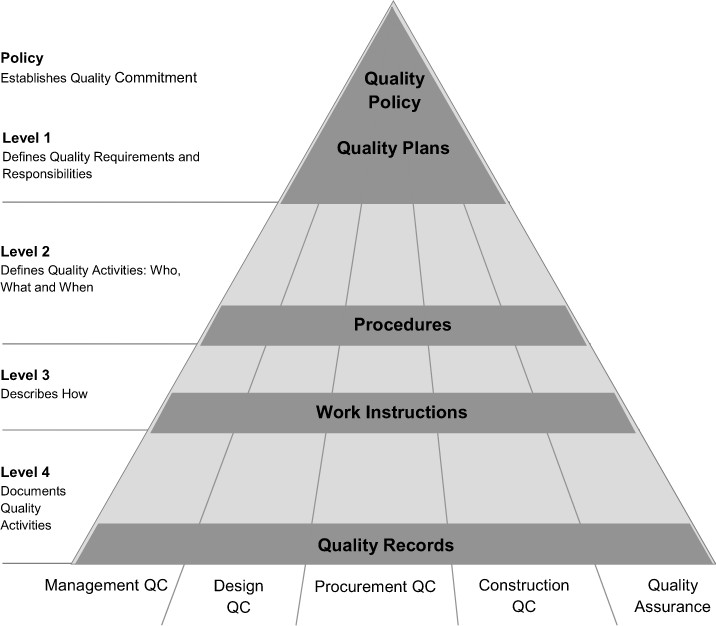 Policy
Establishes Quality Commitment
Quality
Policy
Level 1
Defines Quality Requirements and
Responsibilities
Quality Plans
Level 2
Defines Quality Activities: Who,
What and When
Procedures
Level 3
Describes How
Work Instructions
Level 4
Documents
Quality
Activities
Quality Records
Management QC
Design
QC
Procurement QC
Construction
QC
Quality
Assurance